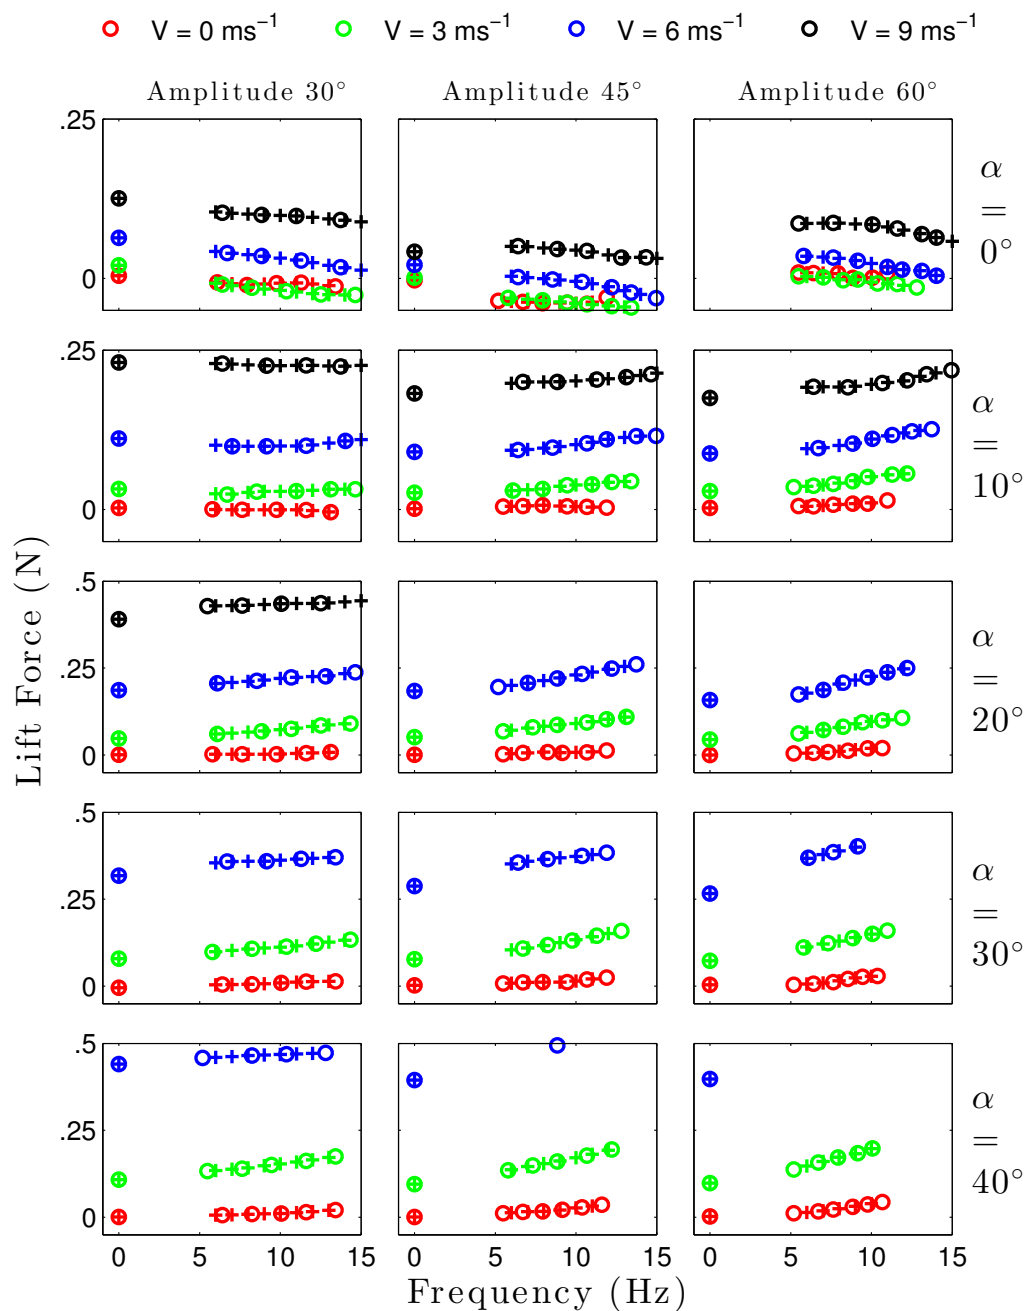 V = 0 ms⁻¹ V = 3 ms⁻¹ V = 6 ms⁻¹ V = 9 ms⁻¹
Amplitude 30° Amplitude 45° Amplitude 60°
.25
0
α
=
0°
.25
0
α
=
10°
Lift Force (N)
.5
.25
0
α
=
20°
.5
.25
0
α
=
30°
.5
.25
0
α
=
40°
0 5 10 15 0 5 10 15 0 5 10 15
Frequency (Hz)